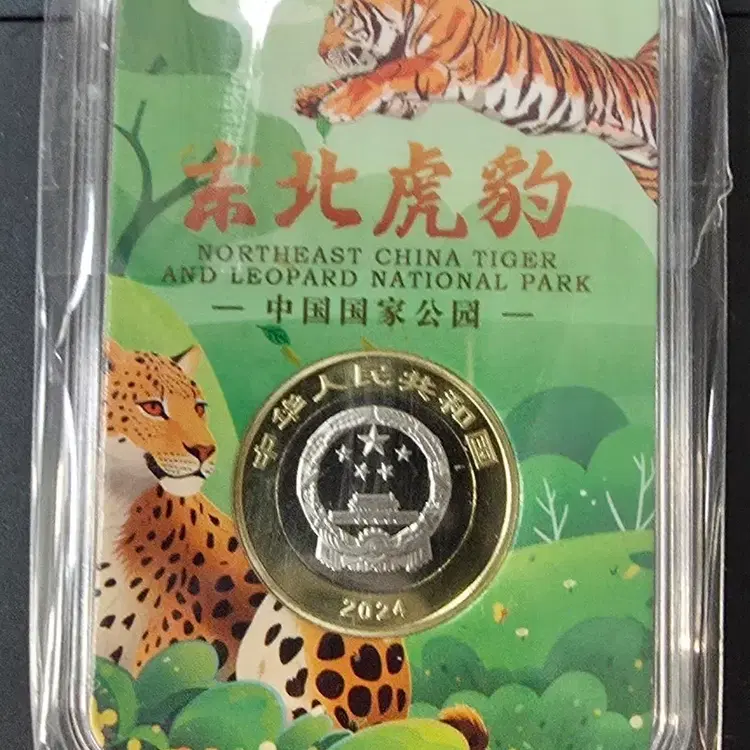 东北虎豹
NORTHEAST CHINA TIGER
AND LEOPARD NATIONAL PARK
— 中国国家公园 —
中华人民共和国
2024